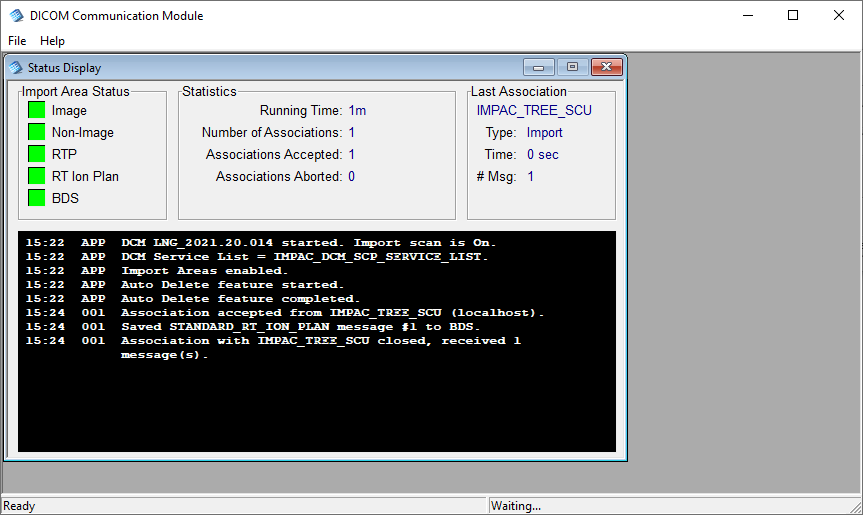 DICOM Communication Module
File Help
Status Display
Import Area Status
Image
Non-Image
RTP
RT Ion Plan
BDS
Statistics
Running Time: 1m
Number of Associations: 1
Associations Accepted: 1
Associations Aborted: 0
Last Association
IMPAC_TREE_SCU
Type: Import
Time: 0 sec
# Msg: 1
15:22 APP DCM LNG_2021.20.014 started. Import scan is On.
15:22 APP DCM Service List = IMPAC_DCM_SCP_SERVICE_LIST.
15:22 APP Import Areas enabled.
15:22 APP Auto Delete feature started.
15:22 APP Auto Delete feature completed.
15:24 001 Association accepted from IMPAC_TREE_SCU (localhost).
15:24 001 Saved STANDARD_RT_ION_PLAN message #1 to BDS.
15:24 001 Association with IMPAC_TREE_SCU closed, received 1
message(s).
Ready
Waiting...